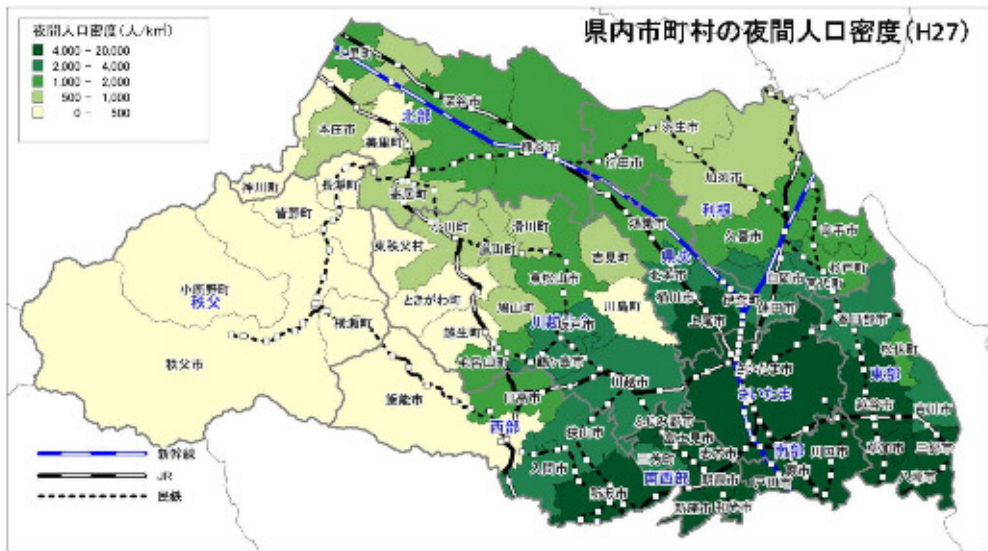 県内市町村の夜間人口密度(H27)
夜間人口密度(人/km²)
4,000 - 20,000
2,000 - 4,000
1,000 - 2,000
500 - 1,000
0 - 500
上里町
深谷市
北部
本庄市
美里町
熊谷市
行田市
羽生市
加須市
利根
神川町
長瀞町
皆野町
寄居町
小川町
滑川町
嵐山町
東秩父村
吉見町
東松山市
鴻巣市
県央
北本市
桶川市
久喜市
幸手市
杉戸町
白岡市
宮代町
小鹿野町
秩父
秩父市
横瀬町
ときがわ町
鳩山町
川島町
越生町
坂戸市
毛呂山町
鶴ヶ島市
伊奈町
蓮田市
上尾市
春日部市
松伏町
東部
飯能市
日高市
川越市
さいたま市
さいたま
越谷市
吉川市
西部
狭山市
ふじみ野市
富士見市
三芳町
志木市
入間市
所沢市
南西部
朝霞市
新座市
和光市
南部
蕨市
戸田市
川口市
草加市
三郷市
八潮市
新幹線
JR
民鉄